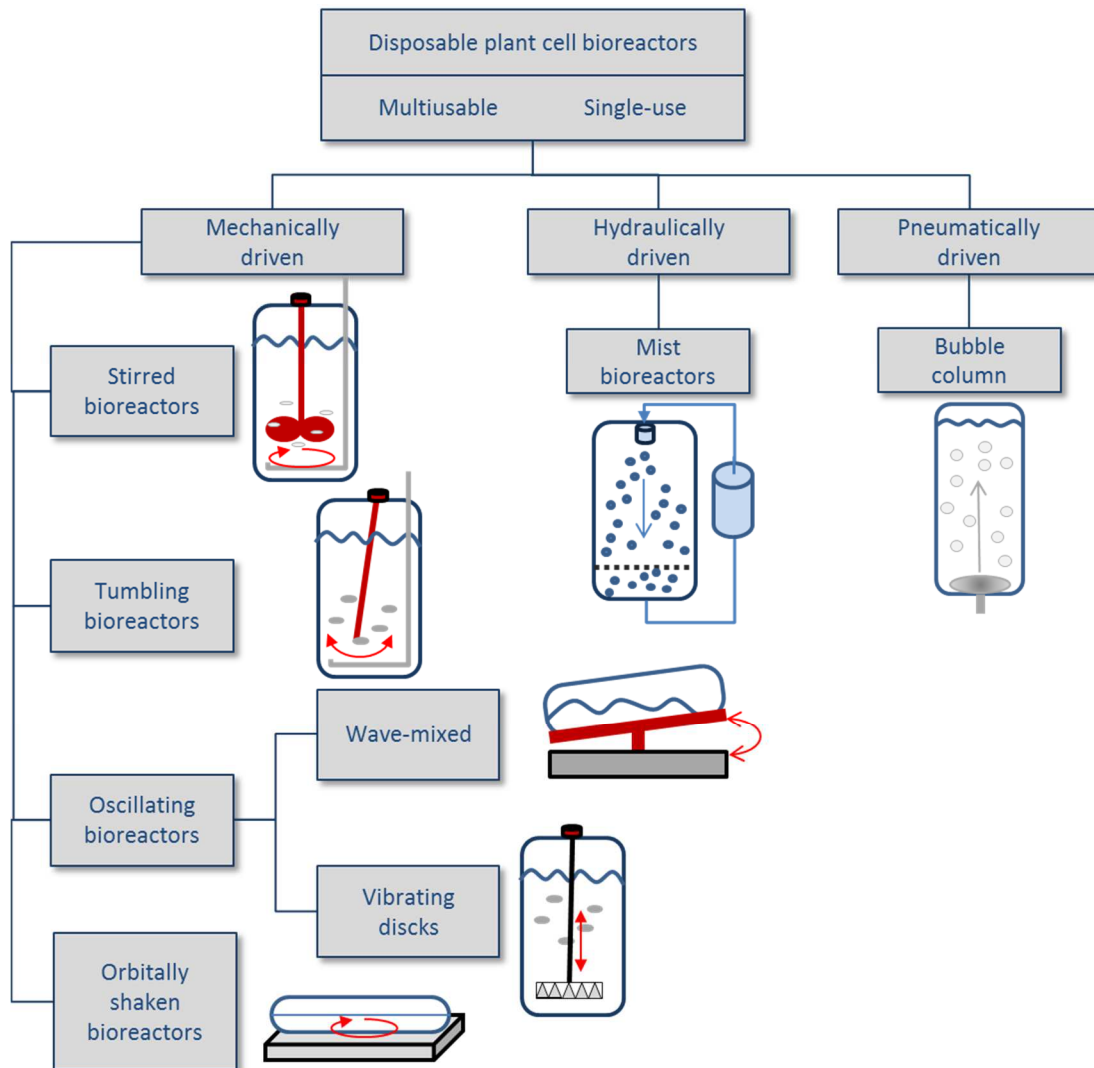 Disposable plant cell bioreactors
Multiusable Single-use
Mechanically
driven
Hydraulically
driven
Pneumatically
driven
Stirred
bioreactors
Mist
bioreactors
Bubble
column
Tumbling
bioreactors
Wave-mixed
Oscillating
bioreactors
Vibrating
discks
Orbitally
shaken
bioreactors